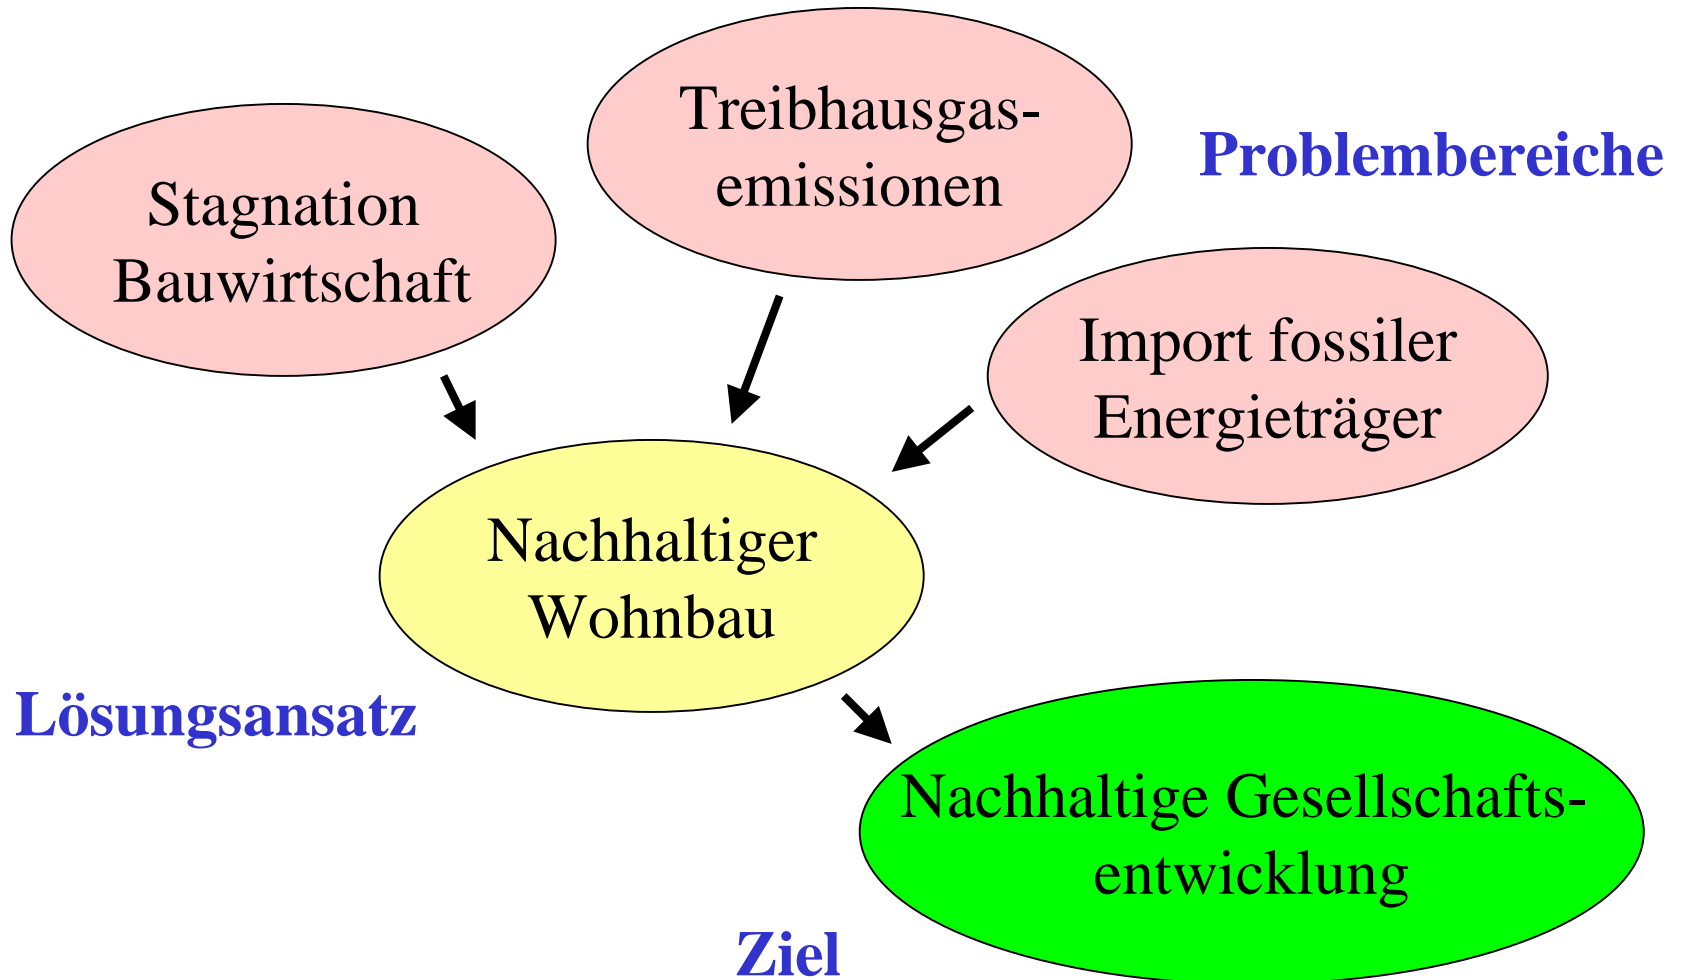 Treibhausgas-
emissionen
Problembereiche
Stagnation
Bauwirtschaft
Import fossiler
Energieträger
Nachhaltiger
Wohnbau
Lösungsansatz
Nachhaltige Gesellschafts-
entwicklung
Ziel